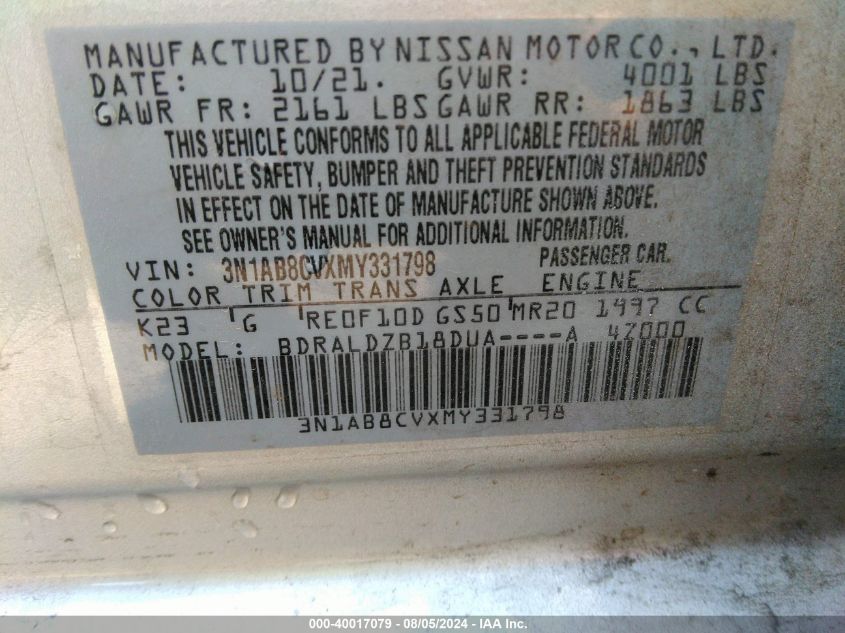 MANUFACTURED BY NISSAN MOTOR CO., LTD.
DATE: 10/21. GVWR: 4001 LBS
GAWR FR: 2161 LBS GAWR RR: 1863 LBS
THIS VEHICLE CONFORMS TO ALL APPLICABLE FEDERAL MOTOR
VEHICLE SAFETY, BUMPER AND THEFT PREVENTION STANDARDS
IN EFFECT ON THE DATE OF MANUFACTURE SHOWN ABOVE.
SEE OWNER'S MANUAL FOR ADDITIONAL INFORMATION.
VIN: 3N1AB8CVXMY331798 PASSENGER CAR.
COLOR TRIM TRANS AXLE ENGINE
K23 G RE0F10D GS50 MR20 1997 CC
MODEL: BDRALDZB18DUA----A 4Z000
3N1AB8CVXMY331798
000-40017079 - 08/05/2024 - IAA Inc.